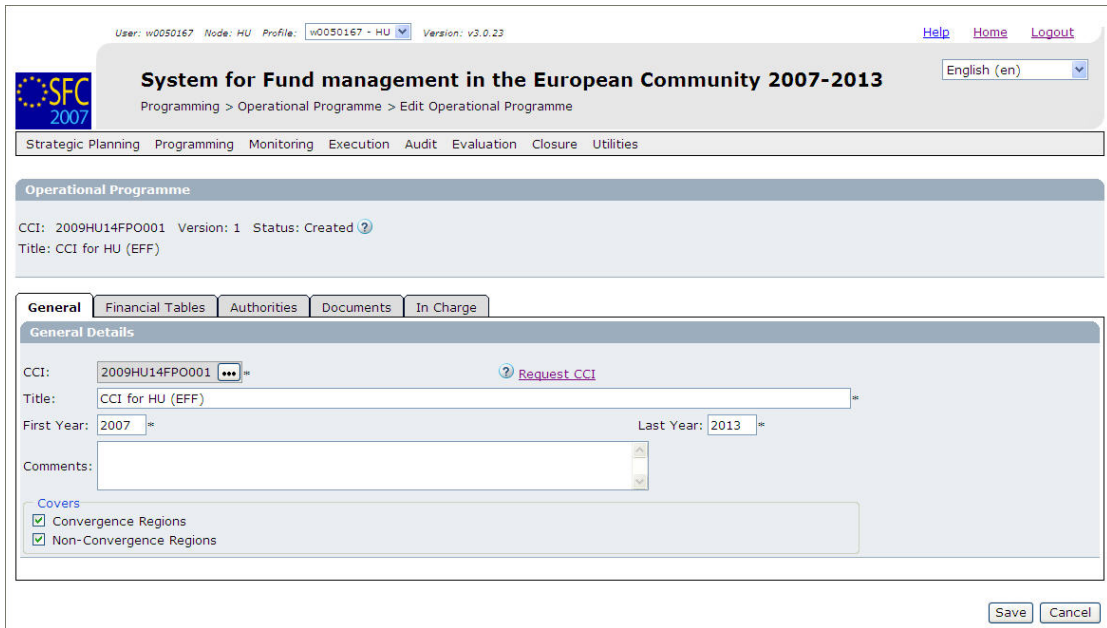 User: w0050167 Node: HU Profile: w0050167 - HU Version: v3.0.23 Help Home Logout
System for Fund management in the European Community 2007-2013 English (en)
SFC
2007
Programming > Operational Programme > Edit Operational Programme
Strategic Planning Programming Monitoring Execution Audit Evaluation Closure Utilities
Operational Programme
CCI: 2009HU14FPO001 Version: 1 Status: Created ?
Title: CCI for HU (EFF)
General Financial Tables Authorities Documents In Charge
General Details
CCI: 2009HU14FPO001 ... * ? Request CCI
Title: CCI for HU (EFF) *
First Year: 2007 * Last Year: 2013 *
Comments:
Covers
Convergence Regions
Non-Convergence Regions
Save Cancel